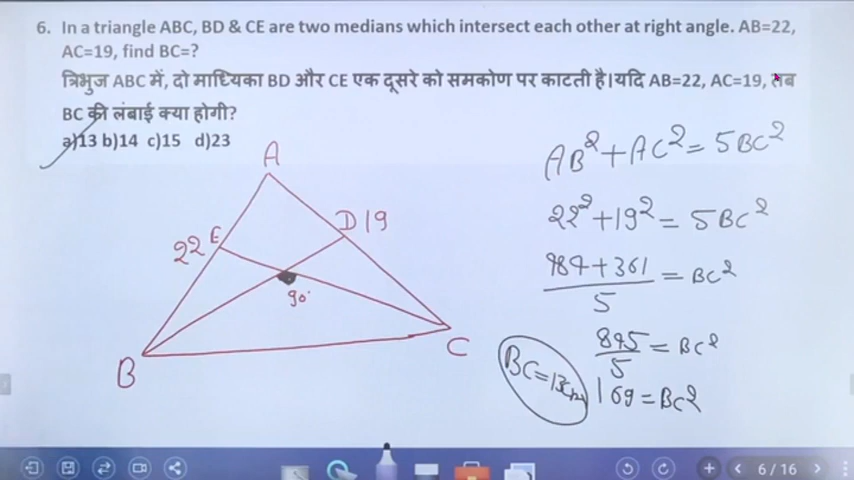 6. In a triangle ABC, BD & CE are two medians which intersect each other at right angle. AB=22,
AC=19, find BC=?
त्रिभुज ABC में, दो माध्यिका BD और CE एक दूसरे को समकोण पर काटती है।यदि AB=22, AC=19, तब
BC की लंबाई क्या होगी?
a)13 b)14 c)15 d)23
A
22 E
D 19
90°
B
C
AB²+AC²=5BC²
22²+19²=5BC²
484+361
5
=BC²
845
5
=BC²
169=BC²
BC=13cm
6 / 16